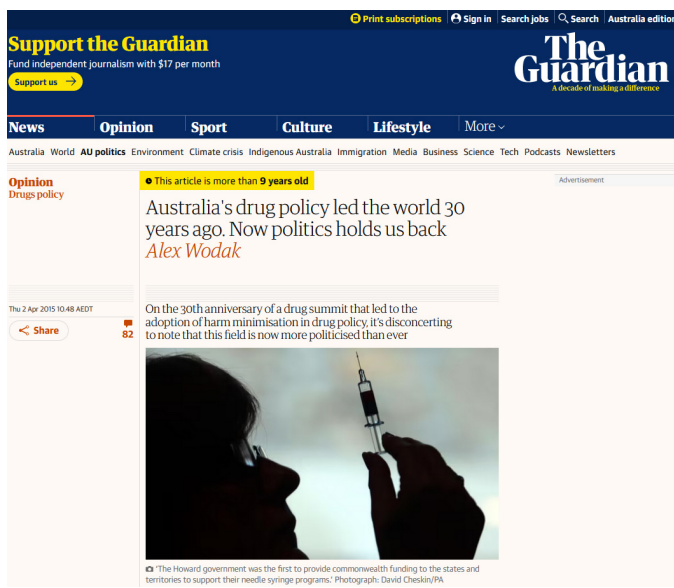 Print subscriptions Sign in Search jobs Search Australia edition
Support the Guardian
Fund independent journalism with $17 per month
Support us →
The
Guardian
A decade of making a difference
News Opinion Sport Culture Lifestyle More
Australia World AU politics Environment Climate crisis Indigenous Australia Immigration Media Business Science Tech Podcasts Newsletters
Opinion
Drugs policy
This article is more than 9 years old
Advertisement
Australia's drug policy led the world 30
years ago. Now politics holds us back
Alex Wodak
Thu 2 Apr 2015 10.48 AEDT
Share
82
On the 30th anniversary of a drug summit that led to the
adoption of harm minimisation in drug policy, it's disconcerting
to note that this field is now more politicised than ever
'The Howard government was the first to provide commonwealth funding to the states and
territories to support their needle syringe programs.' Photograph: David Cheskin/PA